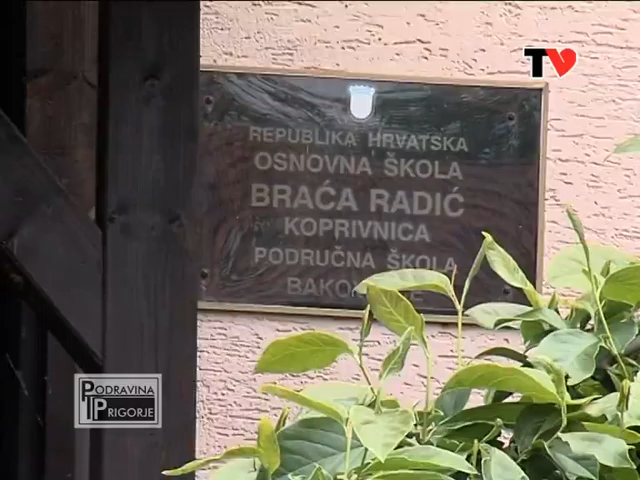 TV
REPUBLIKA HRVATSKA
OSNOVNA ŠKOLA
BRAĆA RADIĆ
KOPRIVNICA
PODRUČNA ŠKOLA
PODRAVINA
I PRIGORJE